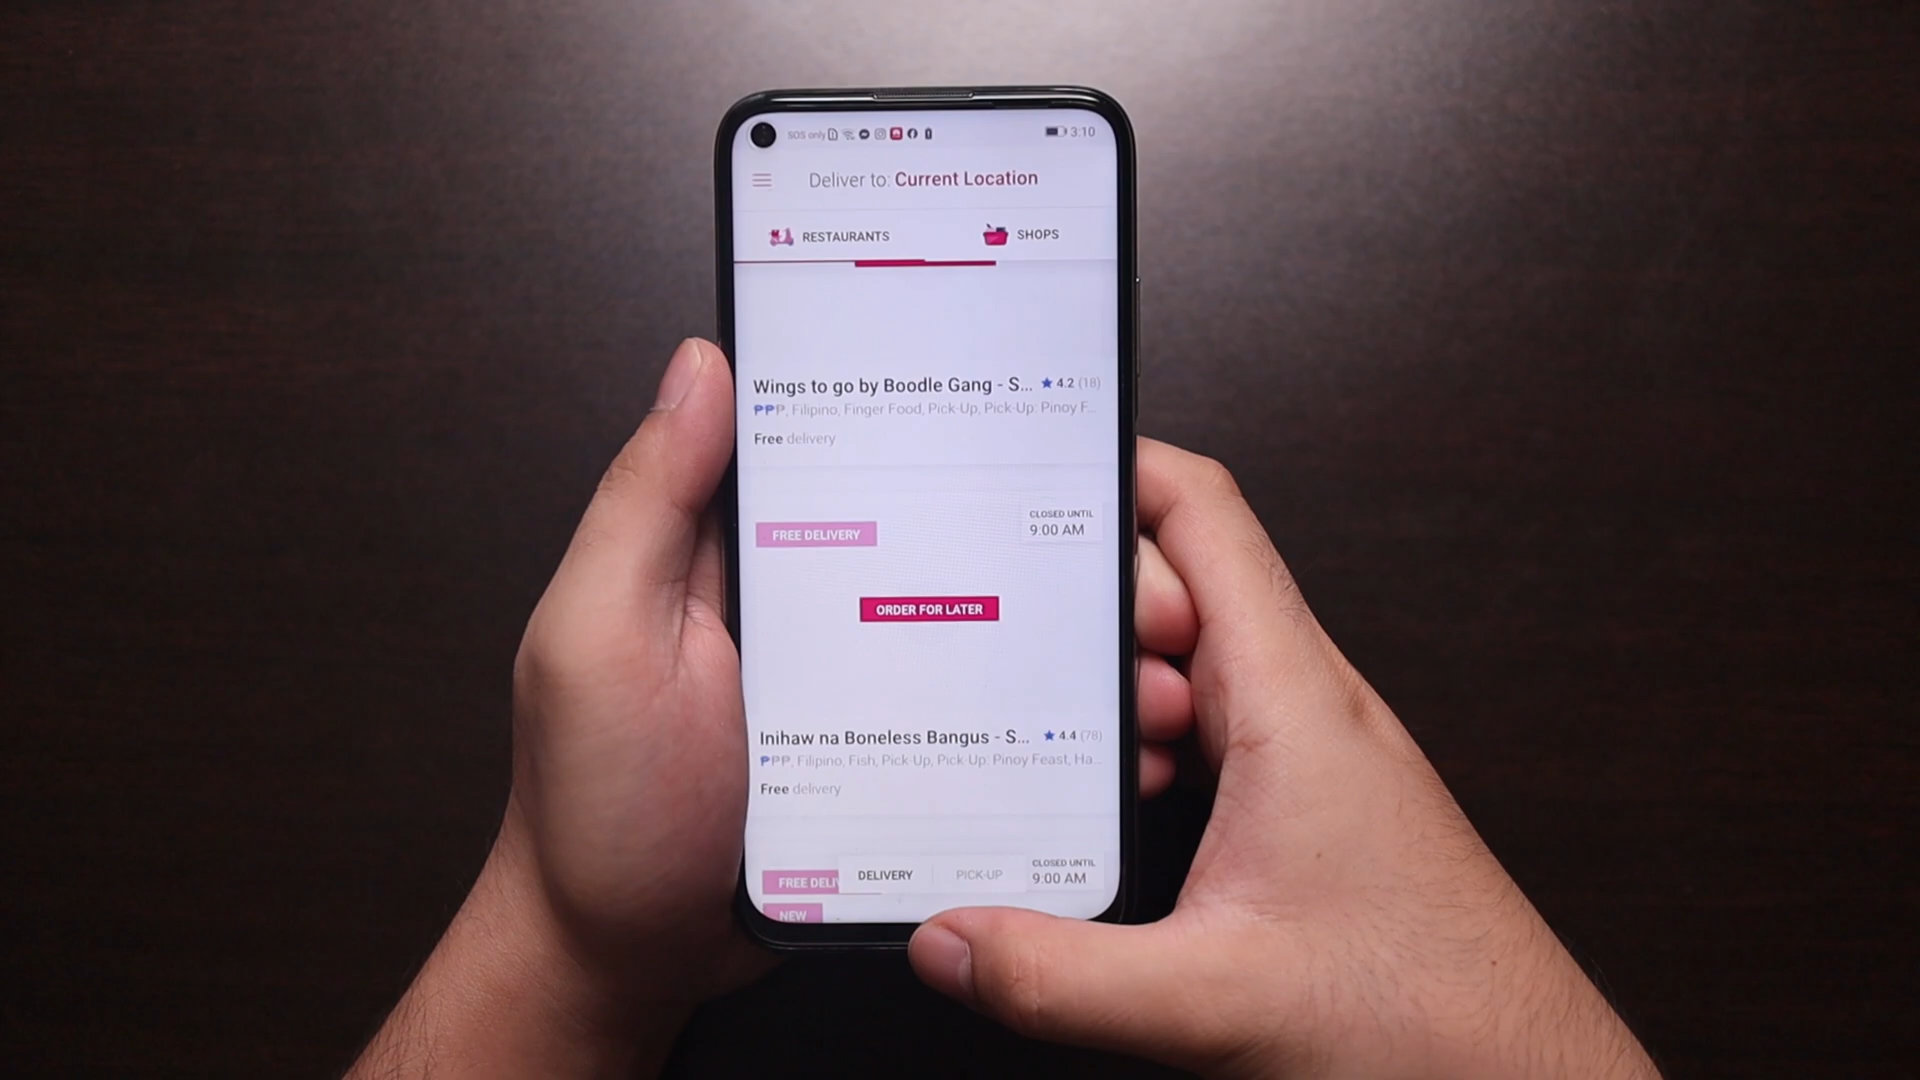 SOS only 3:10
Deliver to: Current Location
RESTAURANTS SHOPS
Wings to go by Boodle Gang - S... ★ 4.2 (18)
₱₱₱, Filipino, Finger Food, Pick-Up, Pick-Up: Pinoy F...
Free delivery
CLOSED UNTIL
FREE DELIVERY 9:00 AM
ORDER FOR LATER
Inihaw na Boneless Bangus - S... ★ 4.4 (78)
₱₱₱, Filipino, Fish, Pick-Up, Pick-Up: Pinoy Feast, Ha...
Free delivery
CLOSED UNTIL
FREE DELIV DELIVERY PICK-UP 9:00 AM
NEW